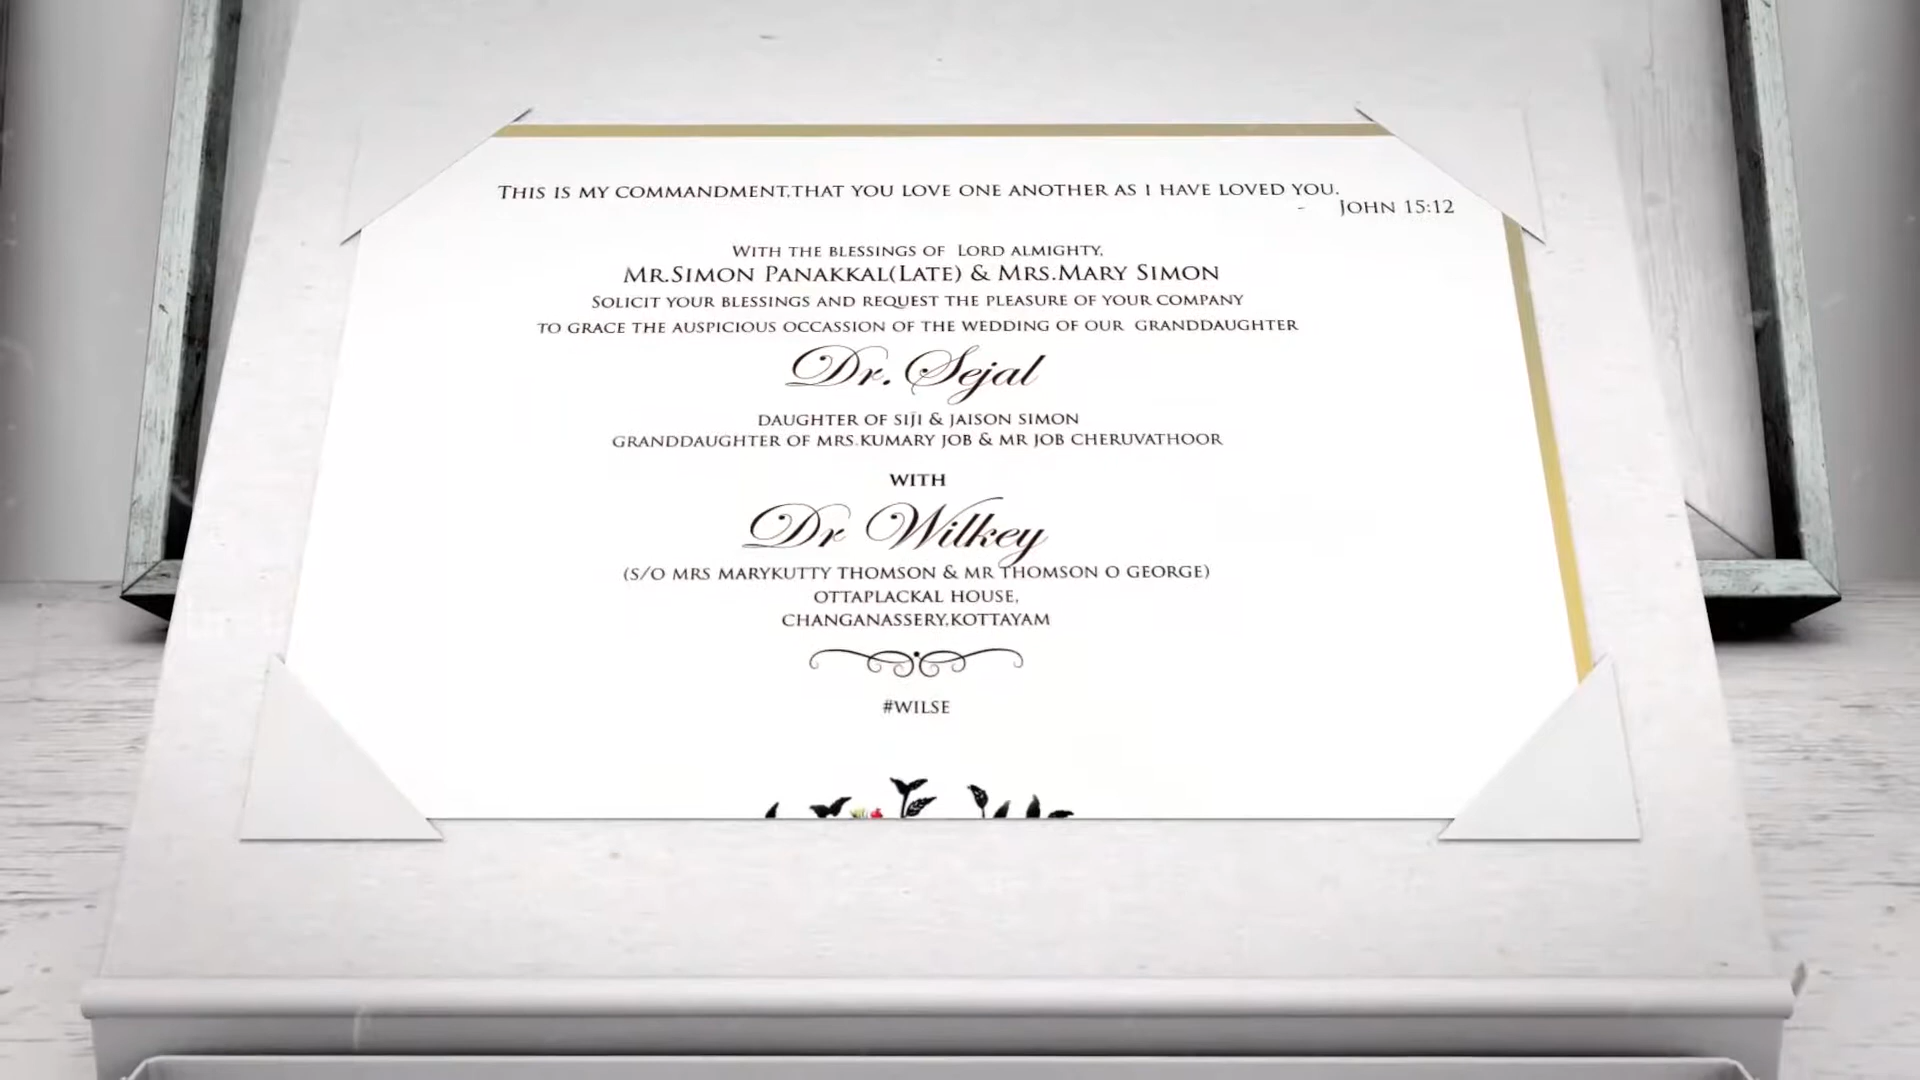 THIS IS MY COMMANDMENT,THAT YOU LOVE ONE ANOTHER AS I HAVE LOVED YOU.
- JOHN 15:12
WITH THE BLESSINGS OF LORD ALMIGHTY,
MR.SIMON PANAKKAL(LATE) & MRS.MARY SIMON
SOLICIT YOUR BLESSINGS AND REQUEST THE PLEASURE OF YOUR COMPANY
TO GRACE THE AUSPICIOUS OCCASSION OF THE WEDDING OF OUR GRANDDAUGHTER
Dr. Sejal
DAUGHTER OF SIJI & JAISON SIMON
GRANDDAUGHTER OF MRS.KUMARY JOB & MR JOB CHERUVATHOOR
WITH
Dr Wilkey
(S/O MRS MARYKUTTY THOMSON & MR THOMSON O GEORGE)
OTTAPLACKAL HOUSE,
CHANGANASSERY,KOTTAYAM
#WILSE